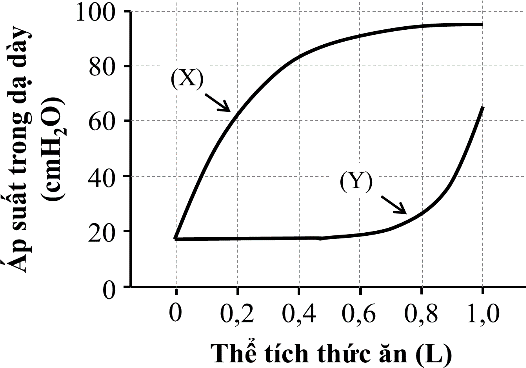 Áp suất trong dạ dày
(cmH₂O)
100
80
60
40
20
0
(X)
(Y)
0
0,2
0,4
0,6
0,8
1,0
Thể tích thức ăn (L)